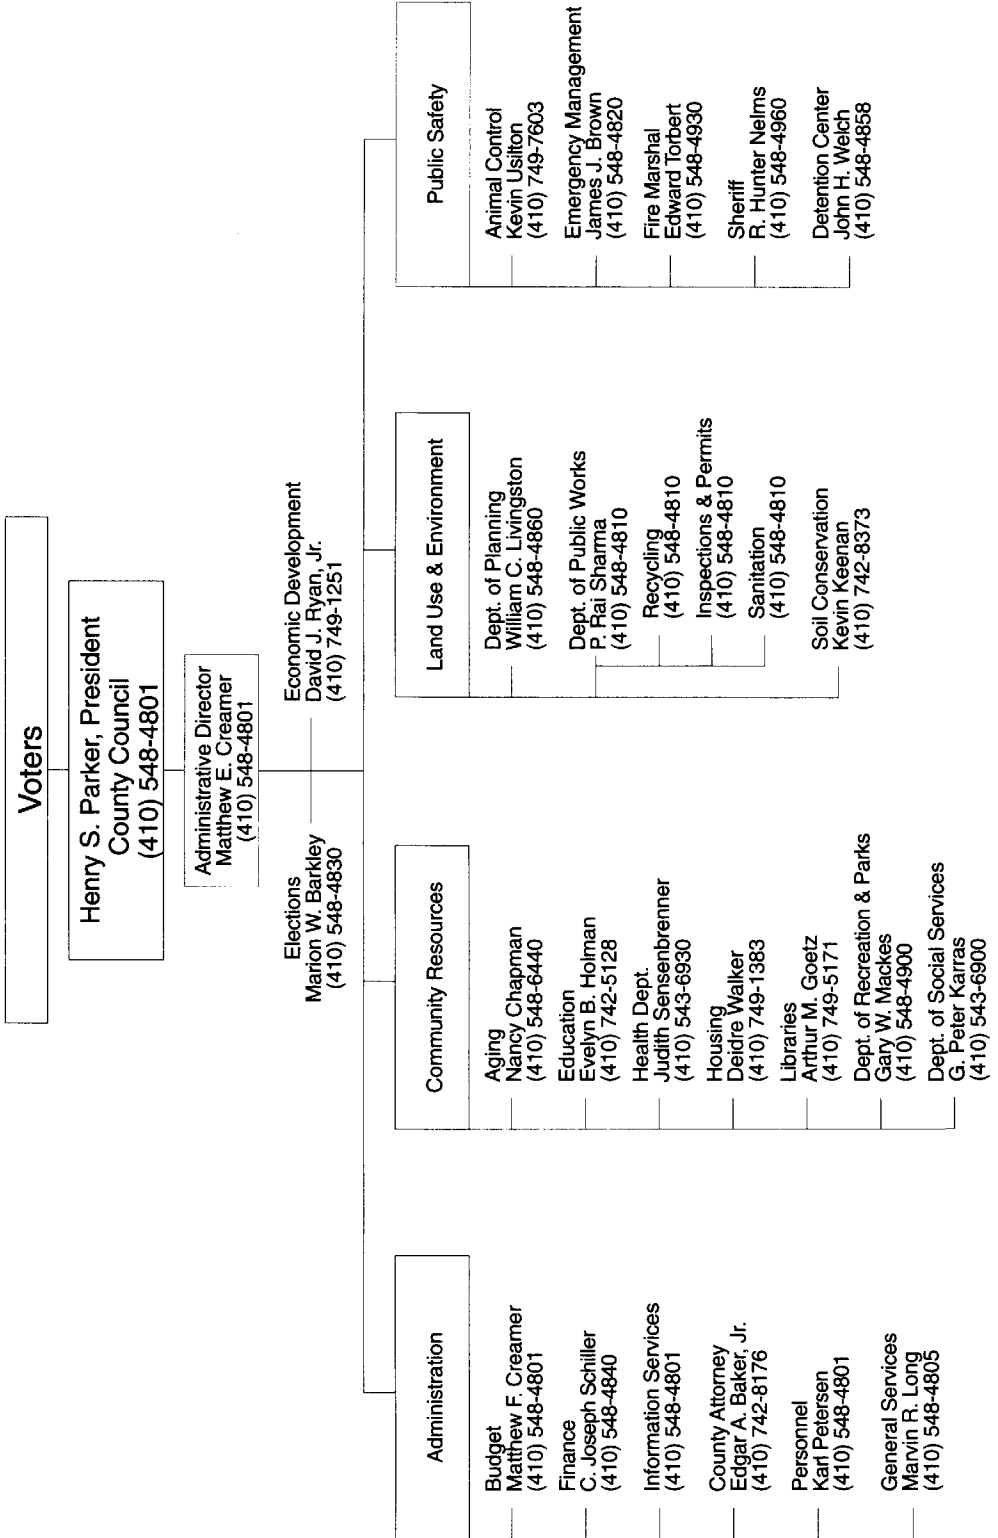 Voters
Henry S. Parker, President
County Council
(410) 548-4801
Administrative Director
Matthew E. Creamer
(410) 548-4801
Elections
Marion W. Barkley
(410) 548-4830
Economic Development
David J. Ryan, Jr.
(410) 749-1251
Administration
Budget
Matthew F. Creamer
(410) 548-4801
Finance
C. Joseph Schiller
(410) 548-4840
Information Services
(410) 548-4801
County Attorney
Edgar A. Baker, Jr.
(410) 742-8176
Personnel
Karl Petersen
(410) 548-4801
General Services
Marvin R. Long
(410) 548-4805
Community Resources
Aging
Nancy Chapman
(410) 548-6440
Education
Evelyn B. Holman
(410) 742-5128
Health Dept.
Judith Sensenbrenner
(410) 543-6930
Housing
Deidre Walker
(410) 749-1383
Libraries
Arthur M. Goetz
(410) 749-5171
Dept. of Recreation & Parks
Gary W. Mackes
(410) 548-4900
Dept. of Social Services
G. Peter Karras
(410) 543-6900
Land Use & Environment
Dept. of Planning
William C. Livingston
(410) 548-4860
Dept. of Public Works
P. Rai Sharma
(410) 548-4810
Recycling
(410) 548-4810
Inspections & Permits
(410) 548-4810
Sanitation
(410) 548-4810
Soil Conservation
Kevin Keenan
(410) 742-8373
Public Safety
Animal Control
Kevin Usilton
(410) 749-7603
Emergency Management
James J. Brown
(410) 548-4820
Fire Marshal
Edward Torbert
(410) 548-4930
Sheriff
R. Hunter Nelms
(410) 548-4960
Detention Center
John H. Welch
(410) 548-4858